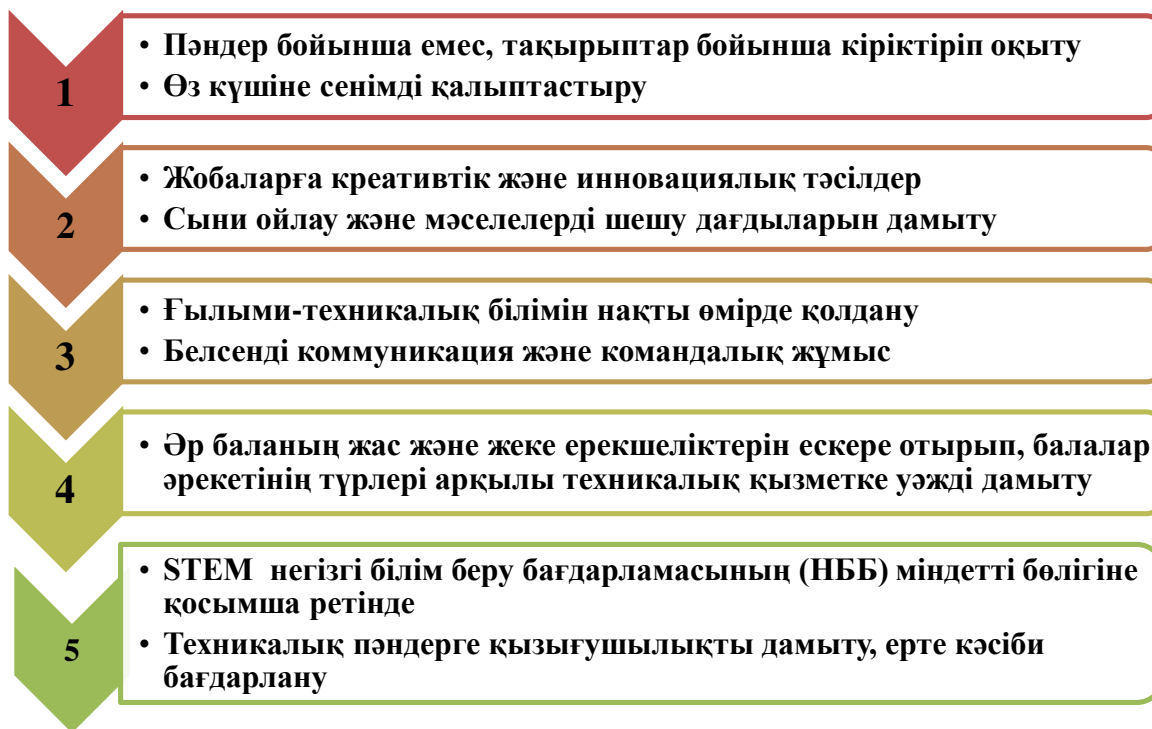 1
• Пәндер бойынша емес, тақырыптар бойынша кіріктіріп оқыту
• Өз күшіне сенімді қалыптастыру
2
• Жобаларға креативтік және инновациялық тәсілдер
• Сыни ойлау және мәселелерді шешу дағдыларын дамыту
3
• Ғылыми-техникалық білімін нақты өмірде қолдану
• Белсенді коммуникация және командалық жұмыс
4
• Әр баланың жас және жеке ерекшеліктерін ескере отырып, балалар
әрекетінің түрлері арқылы техникалық қызметке уәжді дамыту
5
• STEM негізгі білім беру бағдарламасының (НББ) міндетті бөлігіне
қосымша ретінде
• Техникалық пәндерге қызығушылықты дамыту, ерте кәсіби
бағдарлану